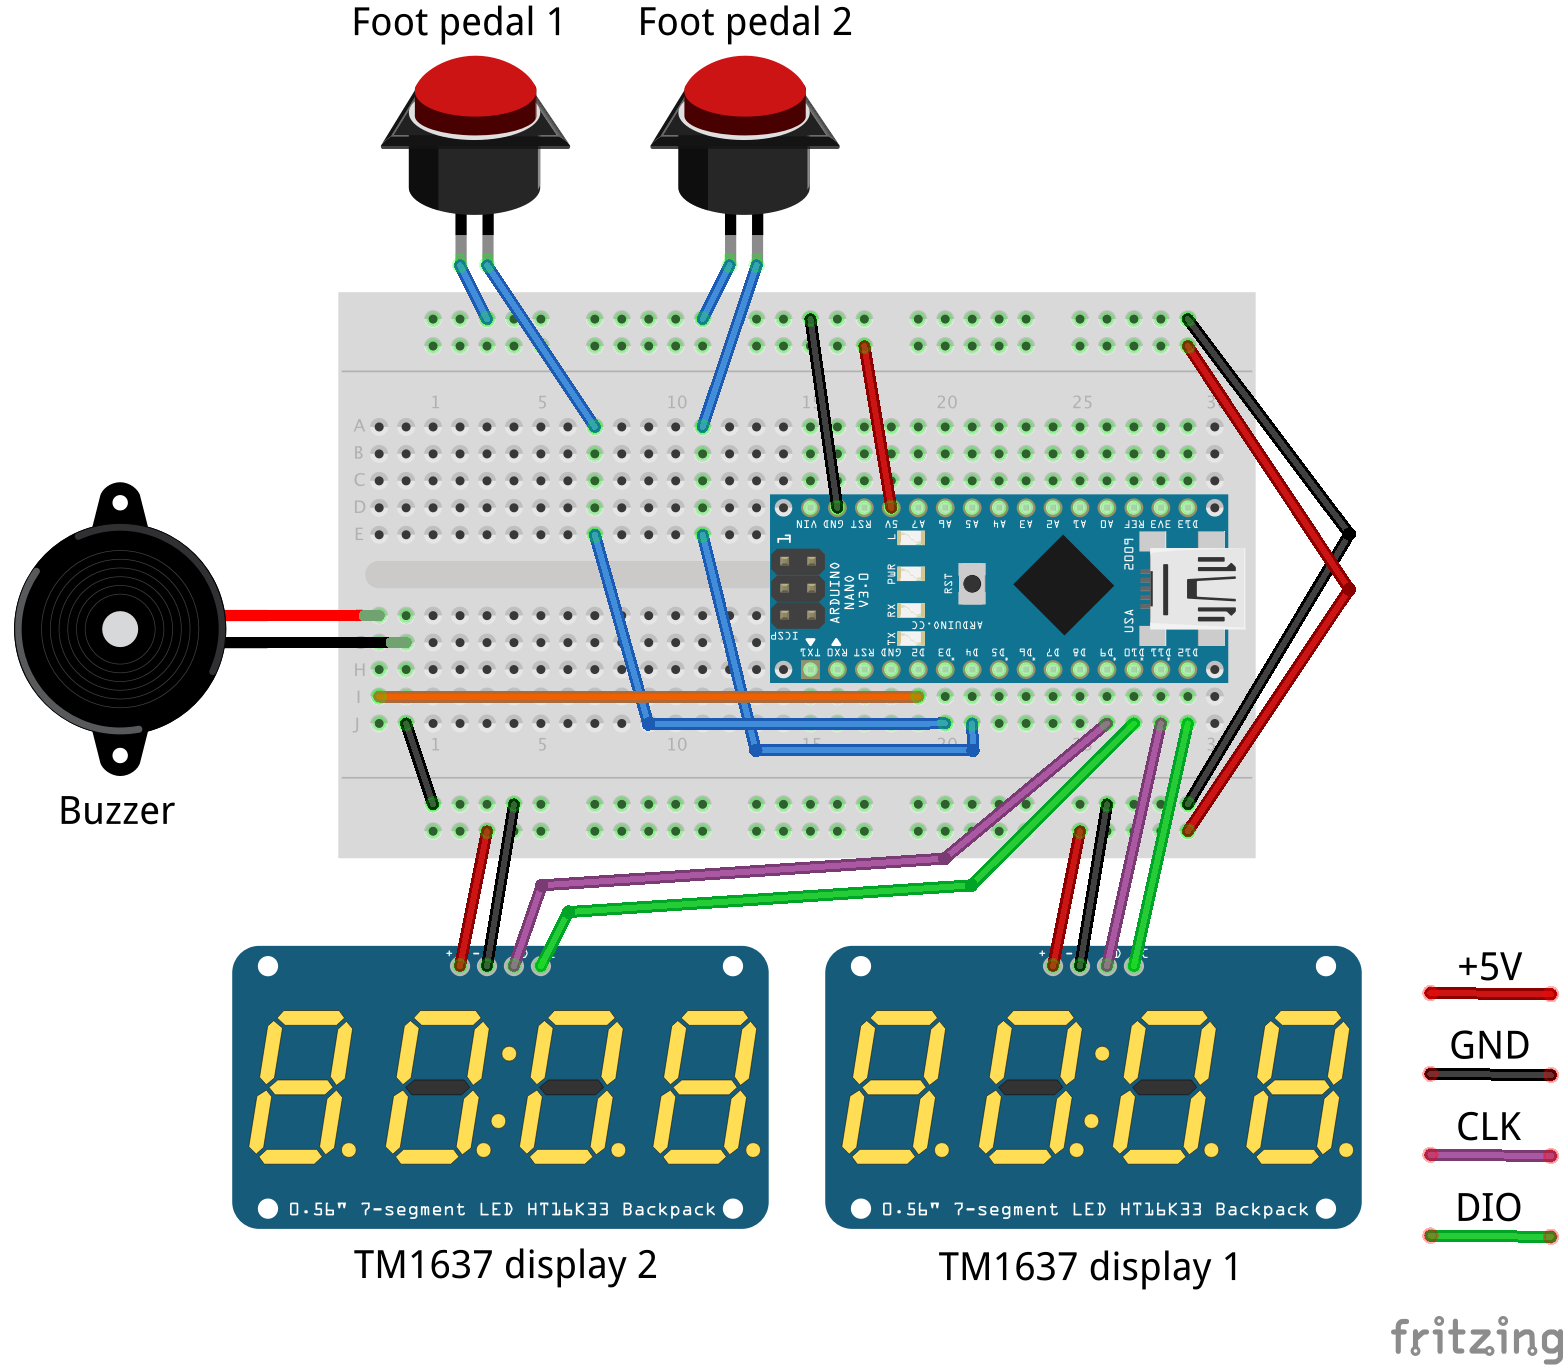 Foot pedal 1
Foot pedal 2
1 5 10 15 20 25
A
B
C
D
E
H
I
J
VIN GND RST 5V A7 A6 A5 A4 A3 A2 A1 A0 REF 3V3 D13
1
L
PWR
RX
TX
RST
ARDUINO
NANO
V3.0
ARDUINO.CC
ICSP
USA
TX1 RX0 RST GND D2 D3 D4 D5 D6 D7 D8 D9 D10 D11 D12
1 5 10 15
Buzzer
+ -
+ -
0.56" 7-segment LED HT16K33 Backpack
0.56" 7-segment LED HT16K33 Backpack
TM1637 display 2
TM1637 display 1
+5V
GND
CLK
DIO
fritzing